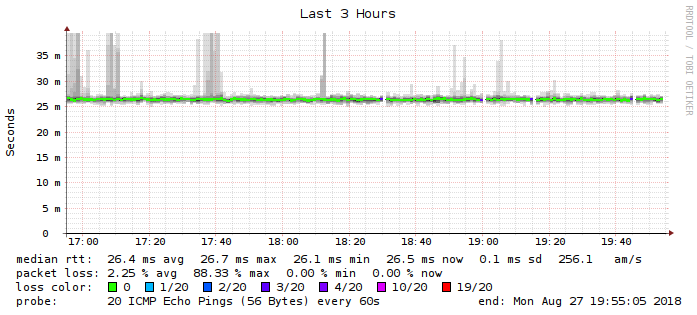 Last 3 Hours
RRDTOOL / TOBI OETIKER
Seconds
35 m
30 m
25 m
20 m
15 m
10 m
5 m
0
17:00 17:20 17:40 18:00 18:20 18:40 19:00 19:20 19:40
median rtt: 26.4 ms avg 26.7 ms max 26.1 ms min 26.5 ms now 0.1 ms sd 256.1 am/s
packet loss: 2.25 % avg 88.33 % max 0.00 % min 0.00 % now
loss color: 0 1/20 2/20 3/20 4/20 10/20 19/20
probe: 20 ICMP Echo Pings (56 Bytes) every 60s end: Mon Aug 27 19:55:05 2018